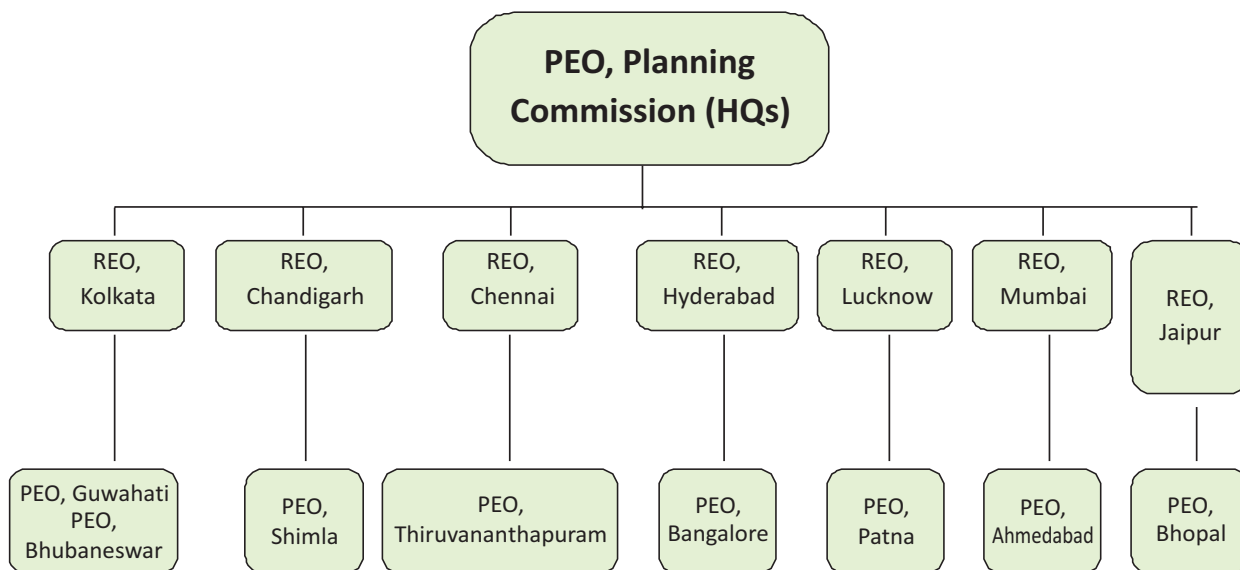 PEO, Planning
Commission (HQs)
REO,
Kolkata
REO,
Chandigarh
REO,
Chennai
REO,
Hyderabad
REO,
Lucknow
REO,
Mumbai
REO,
Jaipur
PEO, Guwahati
PEO,
Bhubaneswar
PEO,
Shimla
PEO,
Thiruvananthapuram
PEO,
Bangalore
PEO,
Patna
PEO,
Ahmedabad
PEO,
Bhopal